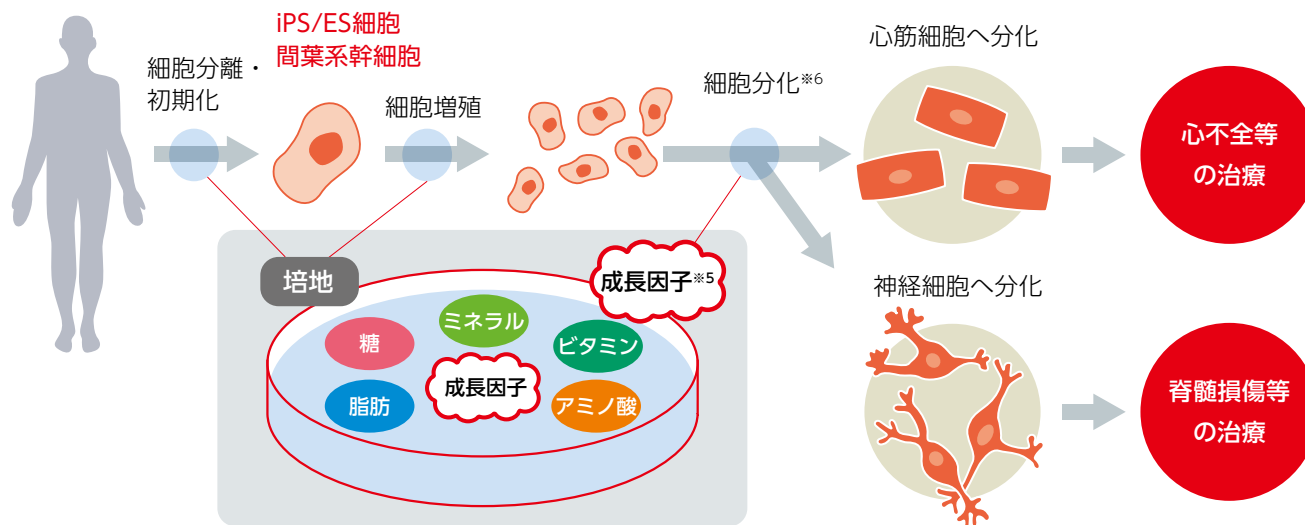 iPS/ES細胞
間葉系幹細胞
細胞分離・
初期化
細胞増殖
細胞分化※6
心筋細胞へ分化
心不全等
の治療
培地
成長因子※5
ミネラル
糖
ビタミン
成長因子
脂肪
アミノ酸
神経細胞へ分化
脊髄損傷等
の治療